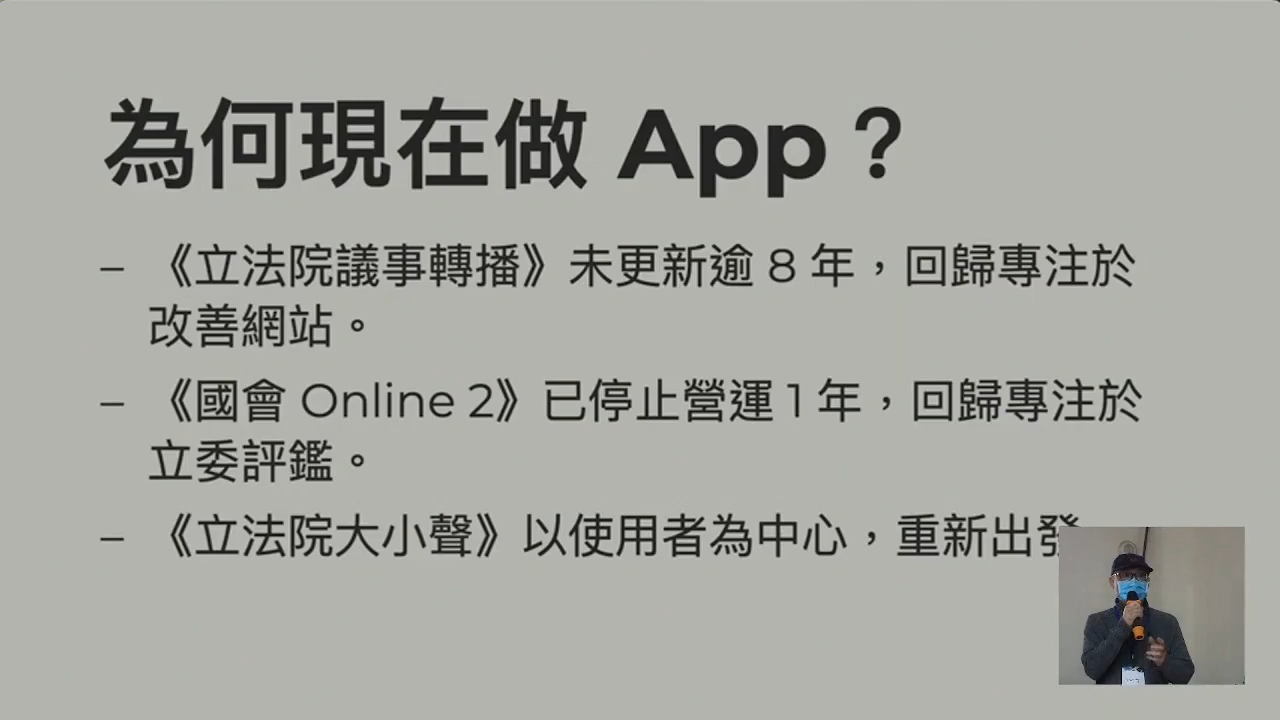 為何現在做 App？
– 《立法院議事轉播》未更新逾 8 年，回歸專注於
改善網站。
– 《國會 Online 2》已停止營運 1 年，回歸專注於
立委評鑑。
– 《立法院大小聲》以使用者為中心，重新出發